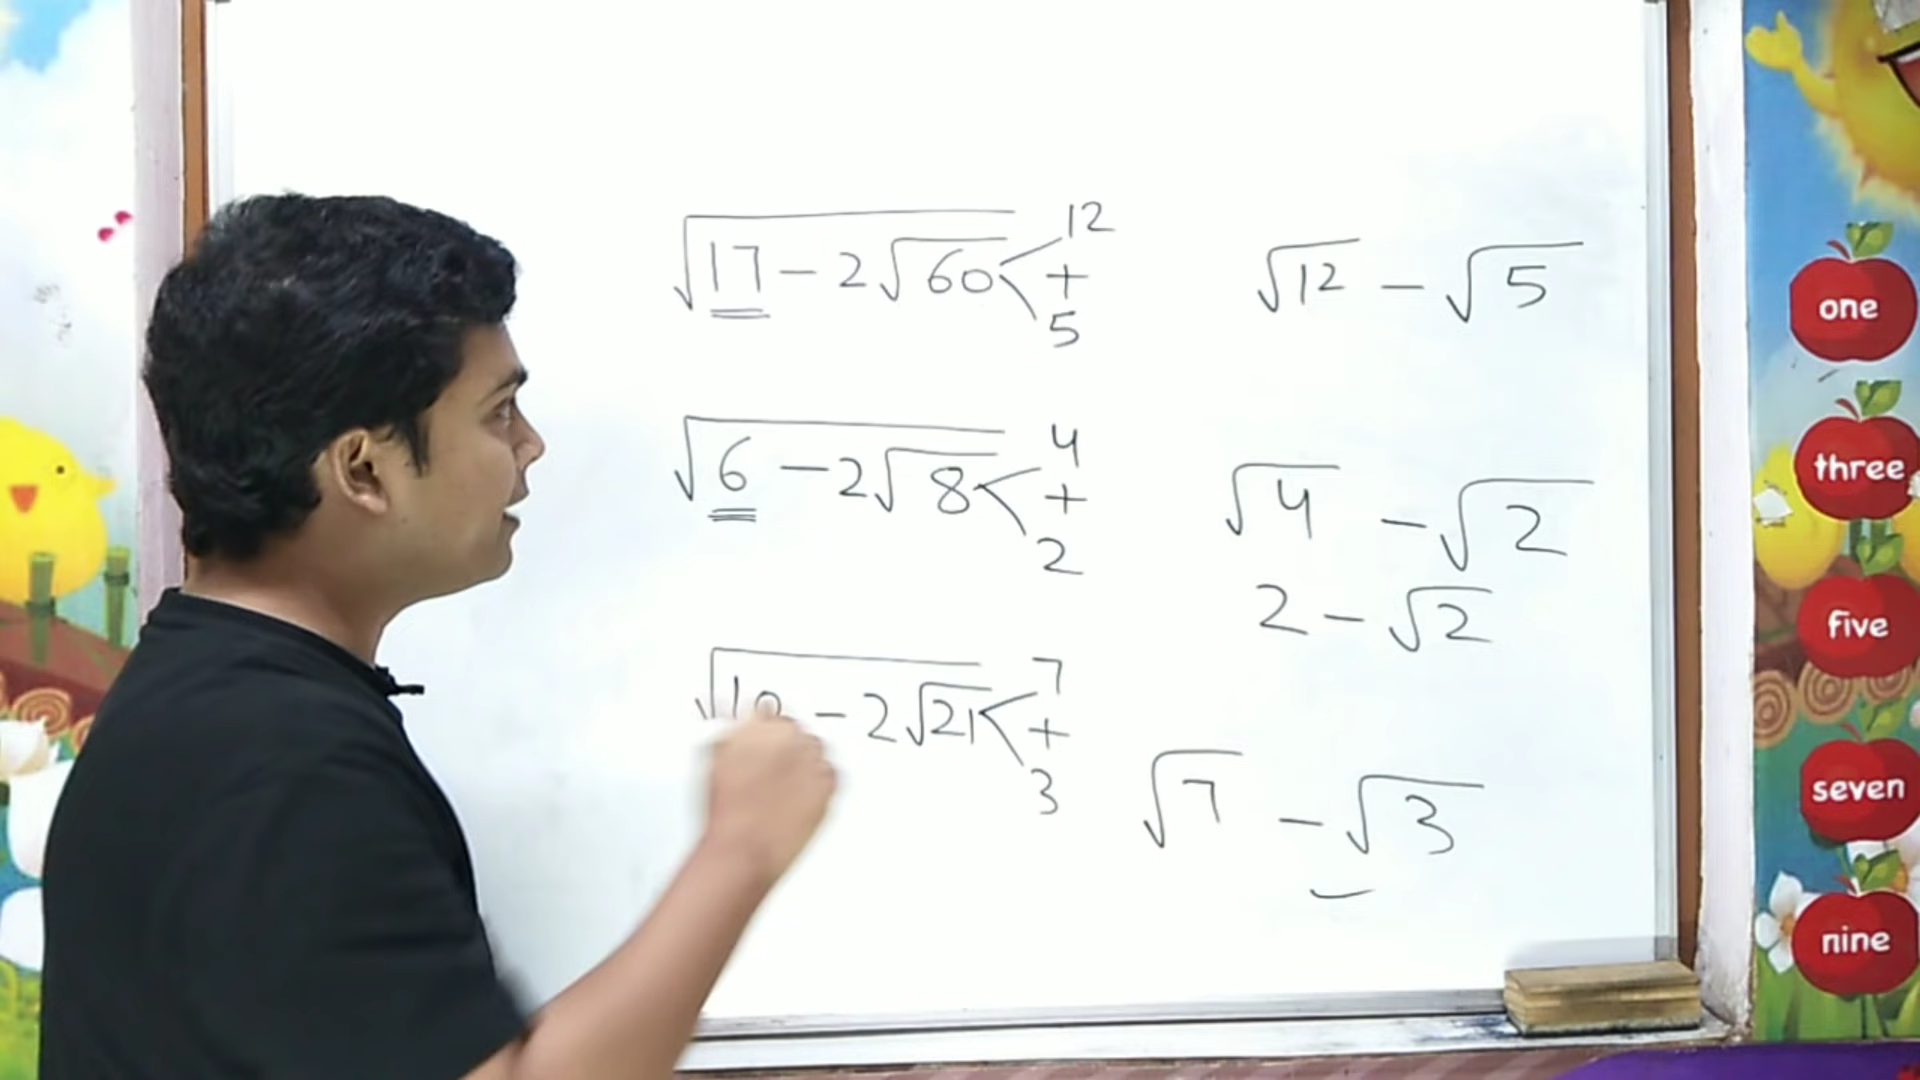 √(17 − 2√60) < 12 + 5    √12 − √5
√(6 − 2√8) < 4 + 2    √4 − √2
2 − √2
√(10 − 2√21) < 7 + 3    √7 − √3
one
three
five
seven
nine